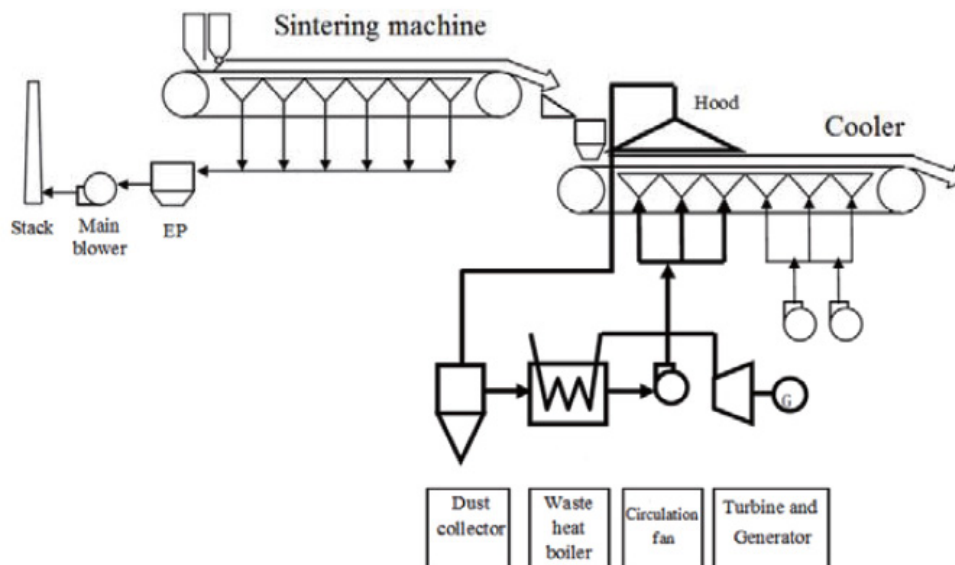 Sintering machine
Hood
Cooler
Stack
Main
blower
EP
G
Dust
collector
Waste
heat
boiler
Circulation
fan
Turbine and
Generator